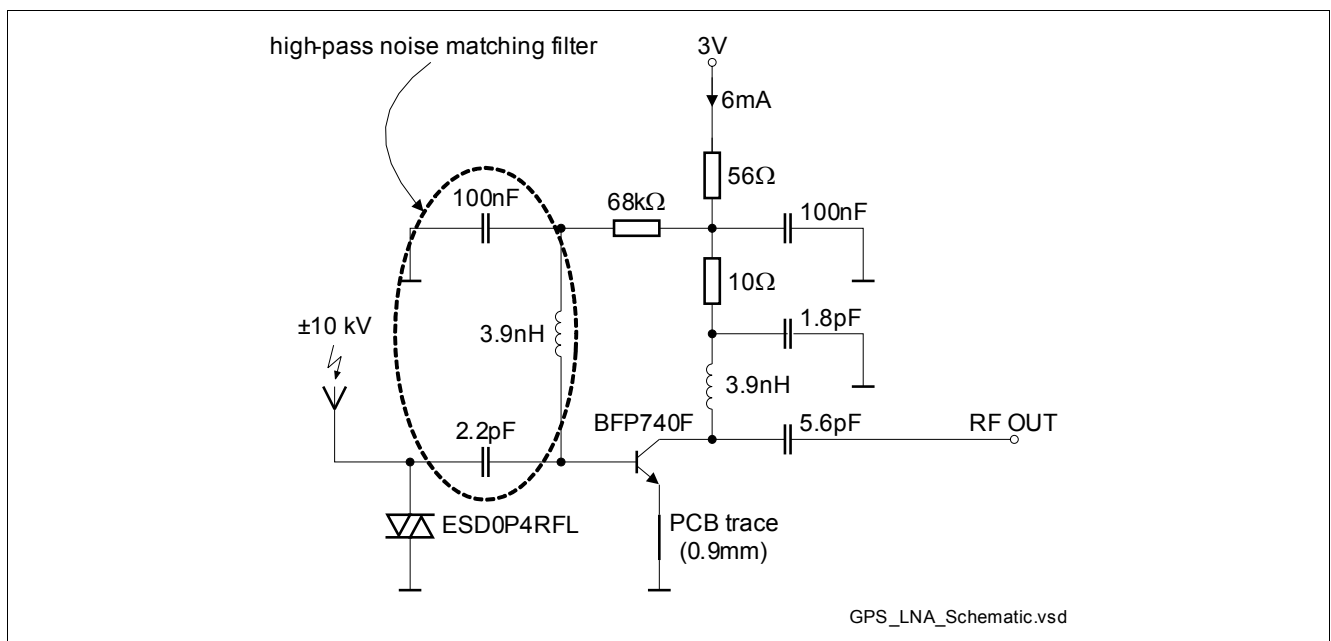 high-pass noise matching filter
3V
6mA
56Ω
100nF
68kΩ
100nF
10Ω
±10 kV
3.9nH
1.8pF
3.9nH
2.2pF
BFP740F
5.6pF
RF OUT
ESD0P4RFL
PCB trace
(0.9mm)
GPS_LNA_Schematic.vsd